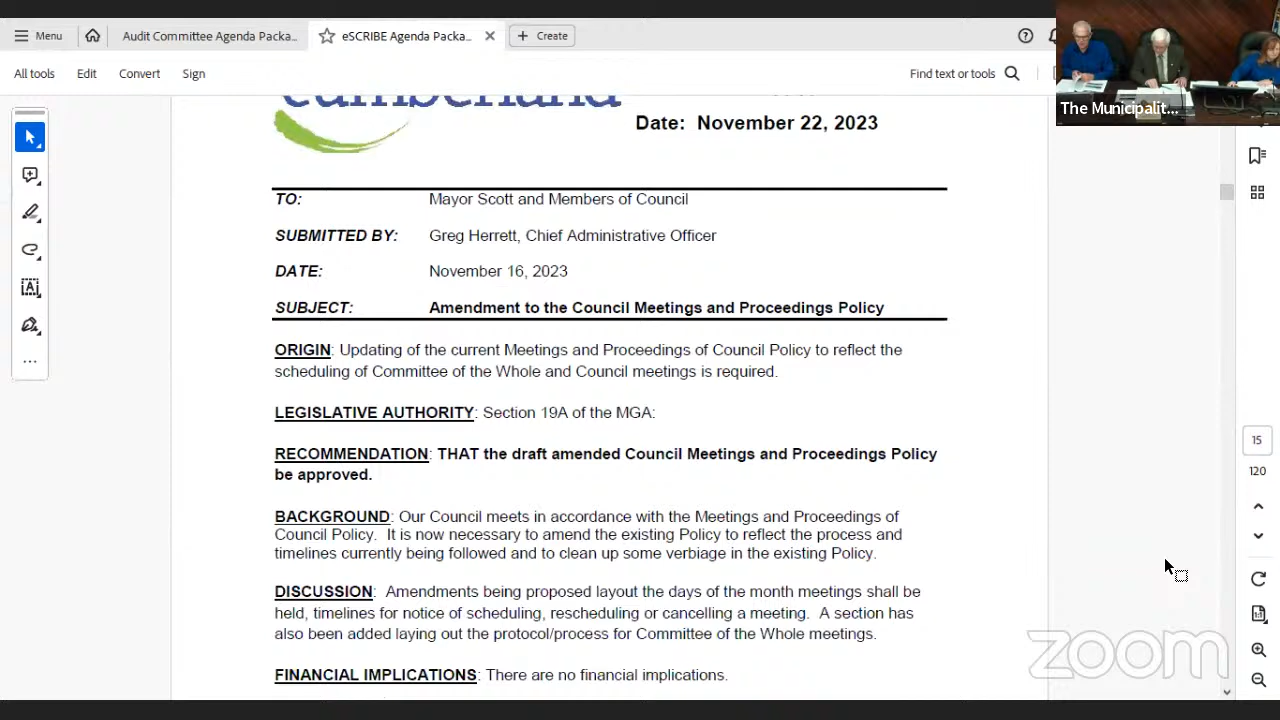 Menu
Audit Committee Agenda Packa...
eSCRIBE Agenda Packa...
Create
All tools
Edit
Convert
Sign
Find text or tools
The Municipalit...
cumberland
Date: November 22, 2023
TO: Mayor Scott and Members of Council
SUBMITTED BY: Greg Herrett, Chief Administrative Officer
DATE: November 16, 2023
SUBJECT: Amendment to the Council Meetings and Proceedings Policy
ORIGIN: Updating of the current Meetings and Proceedings of Council Policy to reflect the
scheduling of Committee of the Whole and Council meetings is required.
LEGISLATIVE AUTHORITY: Section 19A of the MGA:
RECOMMENDATION: THAT the draft amended Council Meetings and Proceedings Policy
be approved.
BACKGROUND: Our Council meets in accordance with the Meetings and Proceedings of
Council Policy. It is now necessary to amend the existing Policy to reflect the process and
timelines currently being followed and to clean up some verbiage in the existing Policy.
DISCUSSION: Amendments being proposed layout the days of the month meetings shall be
held, timelines for notice of scheduling, rescheduling or cancelling a meeting. A section has
also been added laying out the protocol/process for Committee of the Whole meetings.
FINANCIAL IMPLICATIONS: There are no financial implications.
15
120
zoom